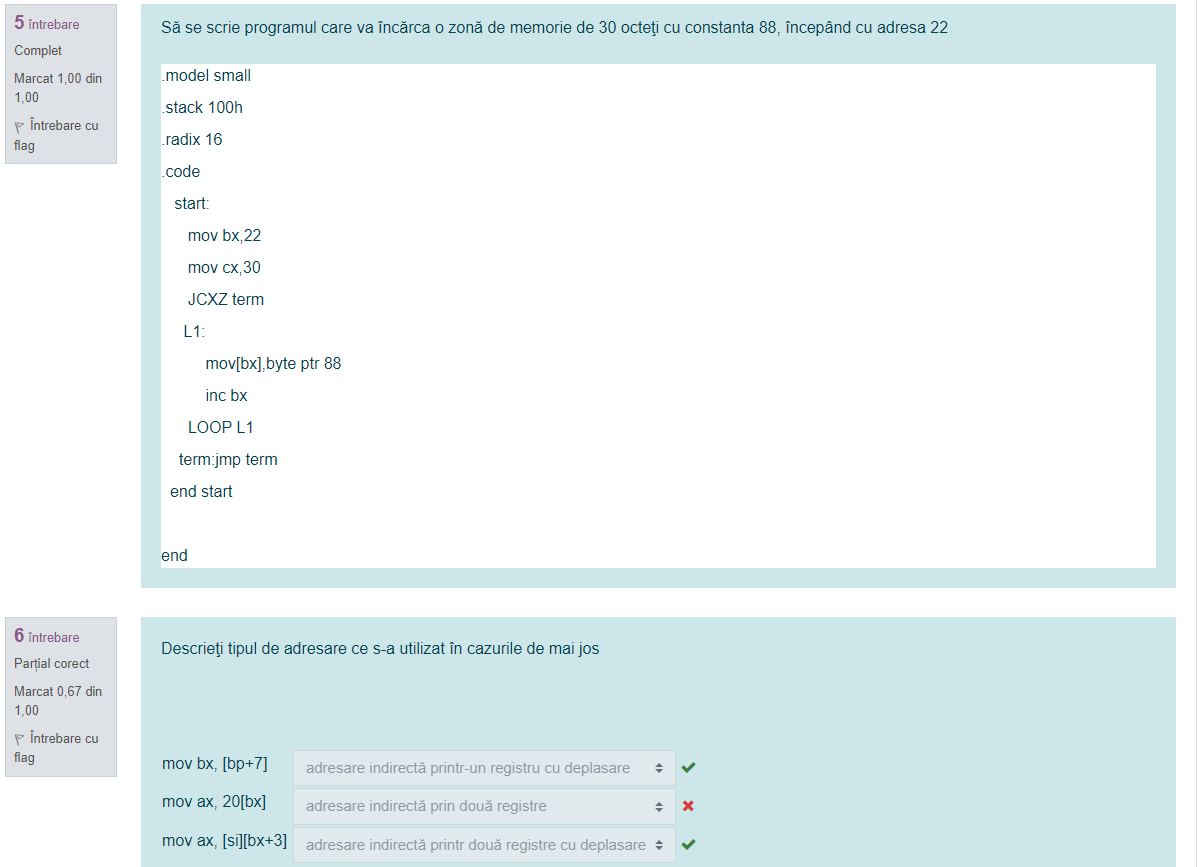 5 întrebare
Complet
Marcat 1,00 din
1,00
Întrebare cu
flag
Să se scrie programul care va încărca o zonă de memorie de 30 octeţi cu constanta 88, începând cu adresa 22
.model small
.stack 100h
.radix 16
.code
start:
mov bx,22
mov cx,30
JCXZ term
L1:
mov[bx],byte ptr 88
inc bx
LOOP L1
term:jmp term
end start
end
6 întrebare
Parțial corect
Marcat 0,67 din
1,00
Întrebare cu
flag
Descrieţi tipul de adresare ce s-a utilizat în cazurile de mai jos
mov bx, [bp+7] adresare indirectă printr-un registru cu deplasare
mov ax, 20[bx] adresare indirectă prin două registre
mov ax, [si][bx+3] adresare indirectă printr două registre cu deplasare